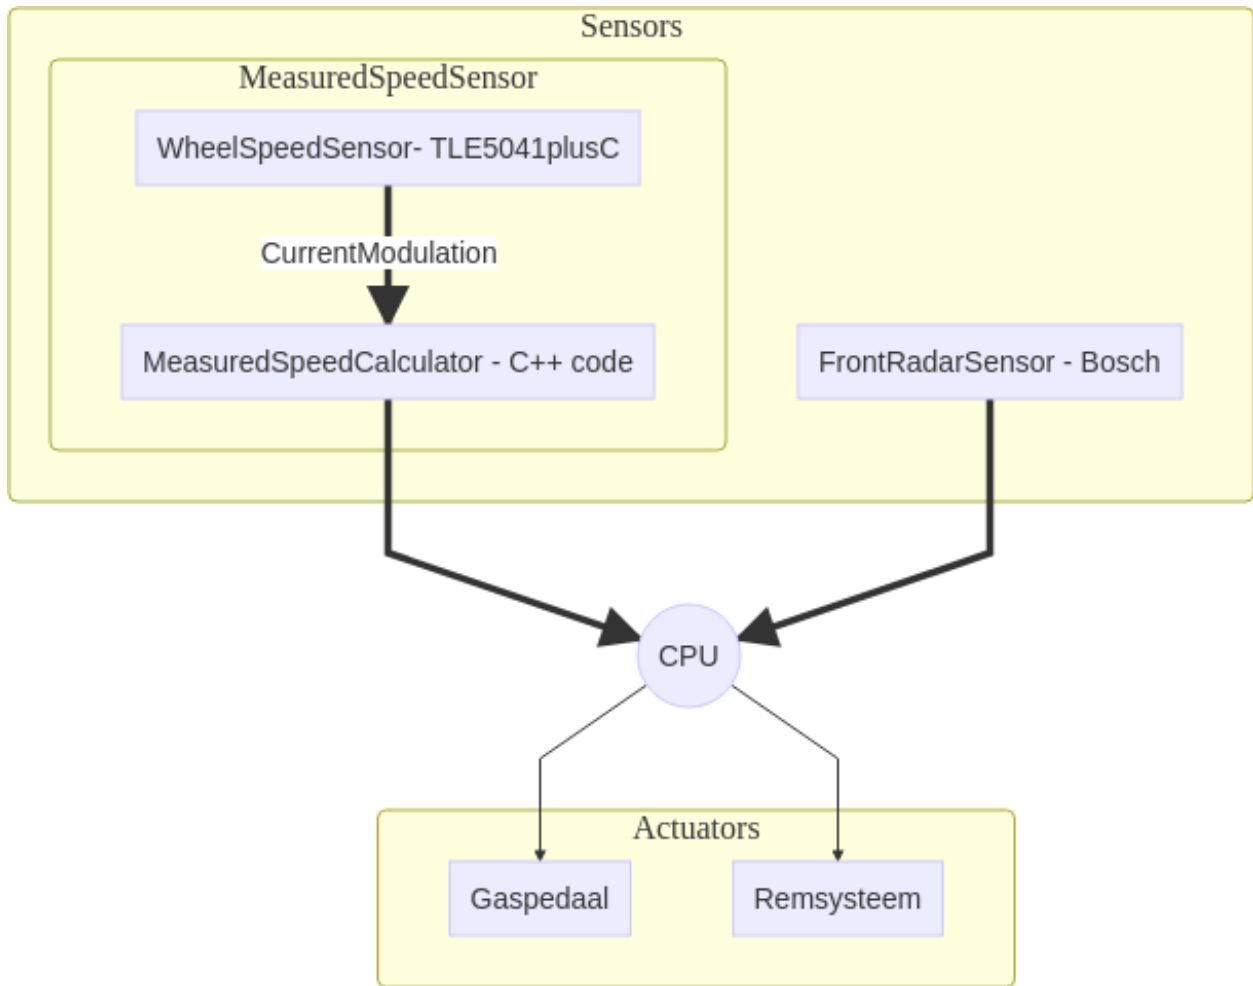 Sensors
MeasuredSpeedSensor
WheelSpeedSensor- TLE5041plusC
CurrentModulation
MeasuredSpeedCalculator - C++ code
FrontRadarSensor - Bosch
CPU
Actuators
Gaspedaal
Remsysteem